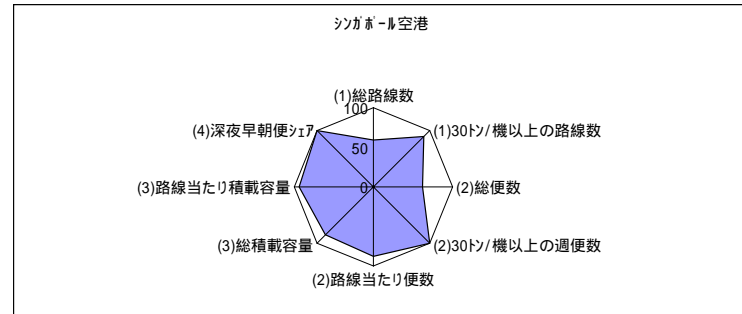 ｼﾝｶﾞﾎﾟｰﾙ空港
(1)総路線数
100
(4)深夜早朝便ｼｪｱ
(1)30ﾄﾝ/機以上の路線数
50
(3)路線当たり積載容量
0
(2)総便数
(3)総積載容量
(2)30ﾄﾝ/機以上の週便数
(2)路線当たり便数